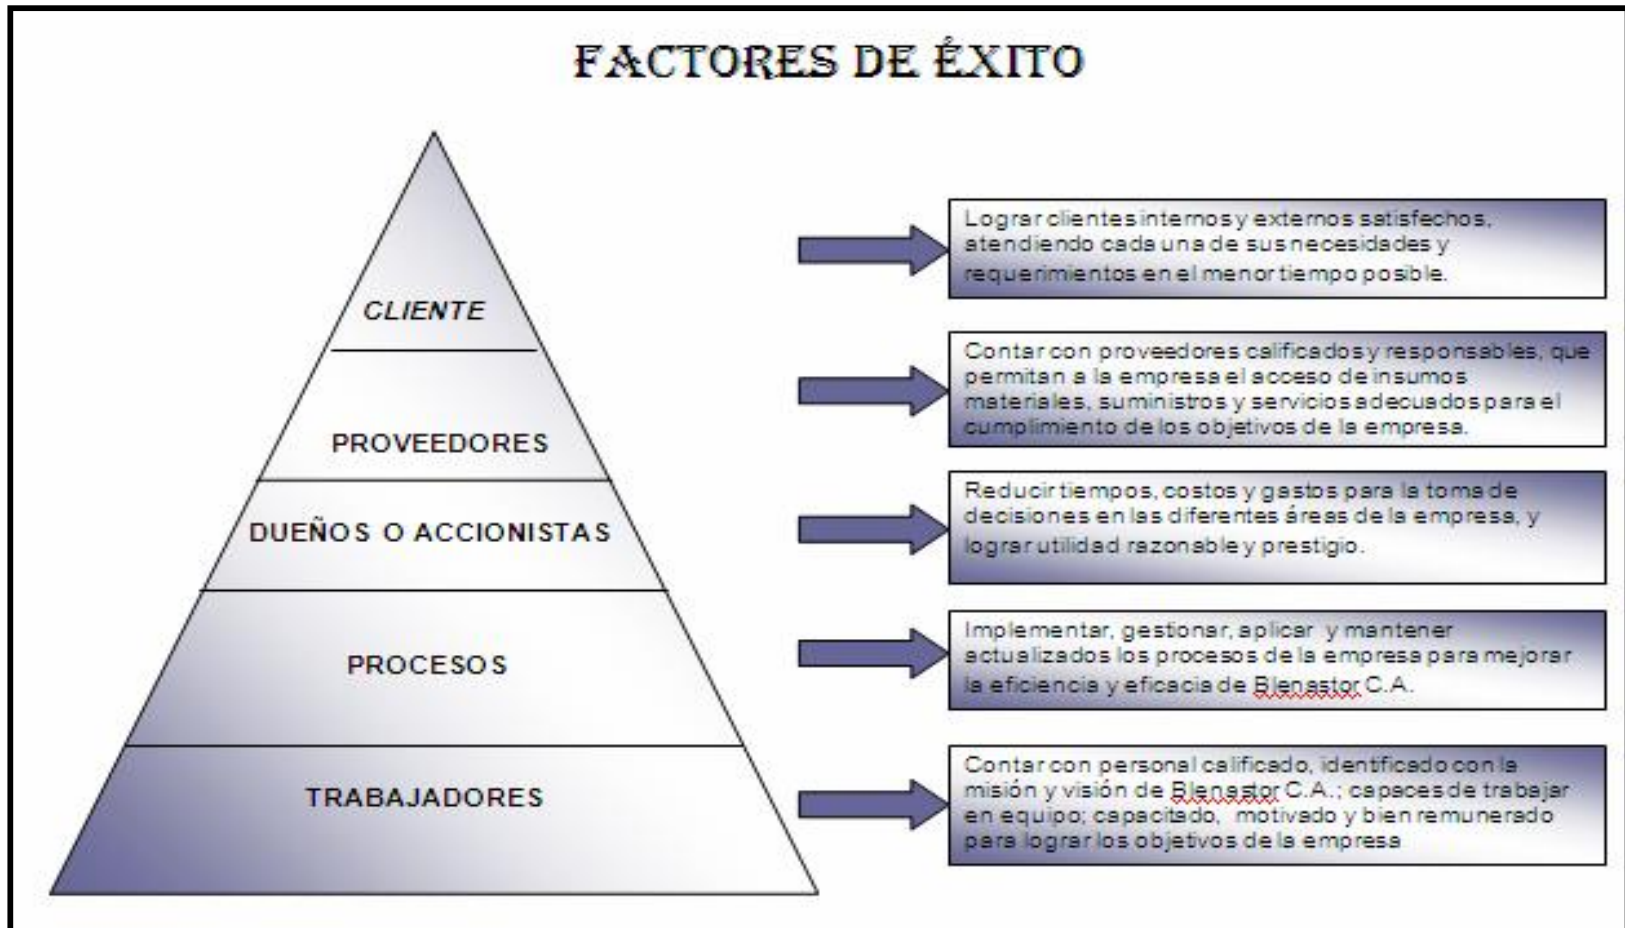 FACTORES DE ÉXITO
CLIENTE
Lograr clientes internos y externos satisfechos,
atendiendo cada una de sus necesidades y
requerimientos en el menor tiempo posible.
PROVEEDORES
Contar con proveedores calificados y responsables, que
permitan a la empresa el acceso de insumos
materiales, suministros y servicios adecuados para el
cumplimiento de los objetivos de la empresa.
DUEÑOS O ACCIONISTAS
Reducir tiempos, costos y gastos para la toma de
decisiones en las diferentes áreas de la empresa, y
lograr utilidad razonable y prestigio.
PROCESOS
Implementar, gestionar, aplicar y mantener
actualizados los procesos de la empresa para mejorar
la eficiencia y eficacia de Blenastor C.A.
TRABAJADORES
Contar con personal calificado, identificado con la
misión y visión de Blenastor C.A.; capaces de trabajar
en equipo; capacitado, motivado y bien remunerado
para lograr los objetivos de la empresa